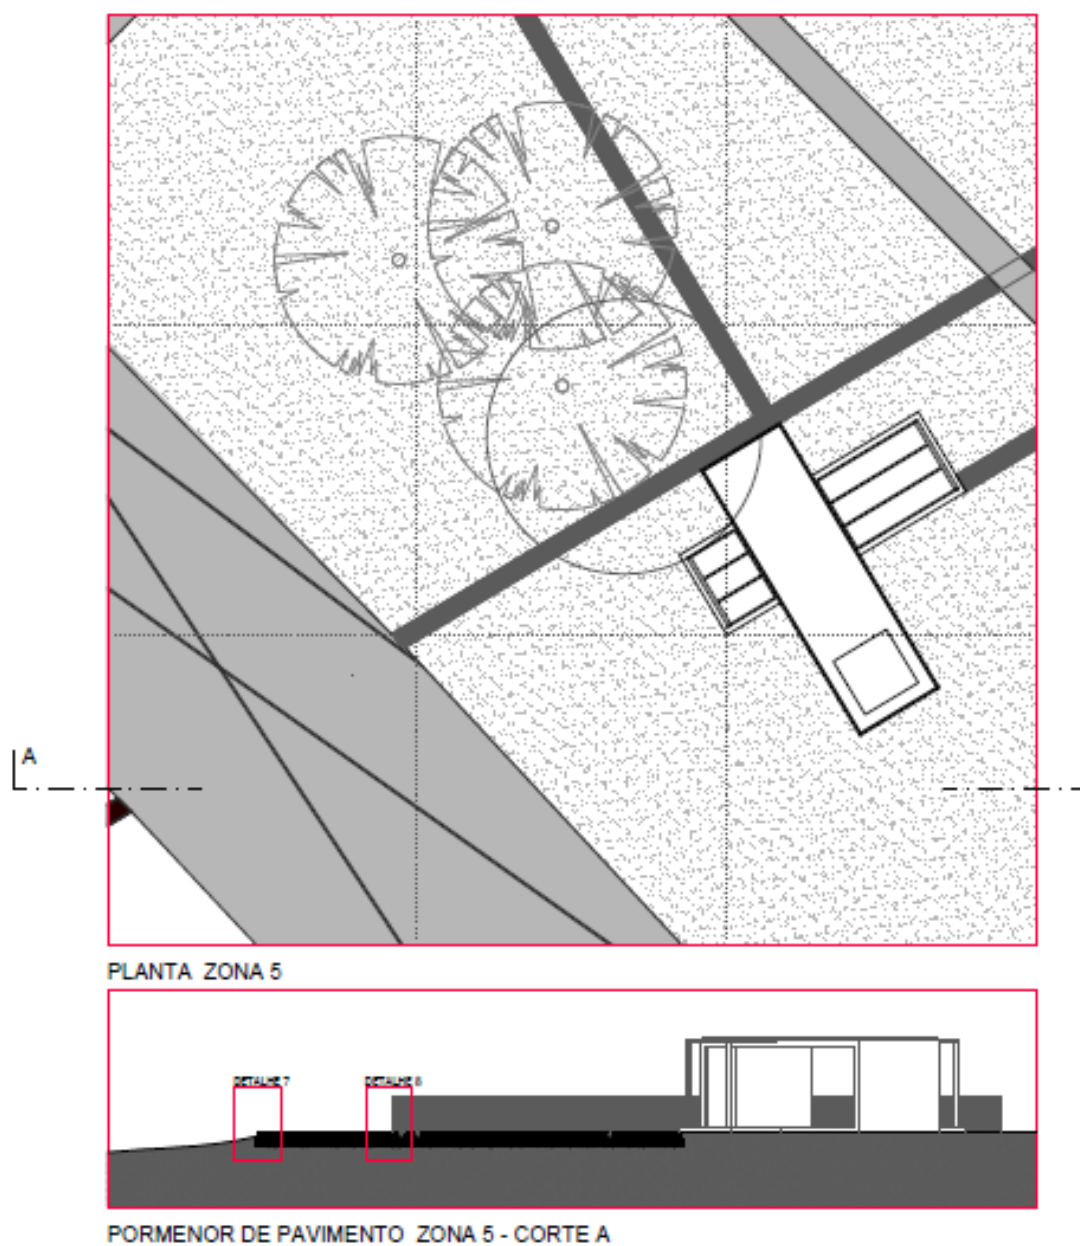 A
PLANTA ZONA 5
DETALHE 7
DETALHE 8
PORMENOR DE PAVIMENTO ZONA 5 - CORTE A